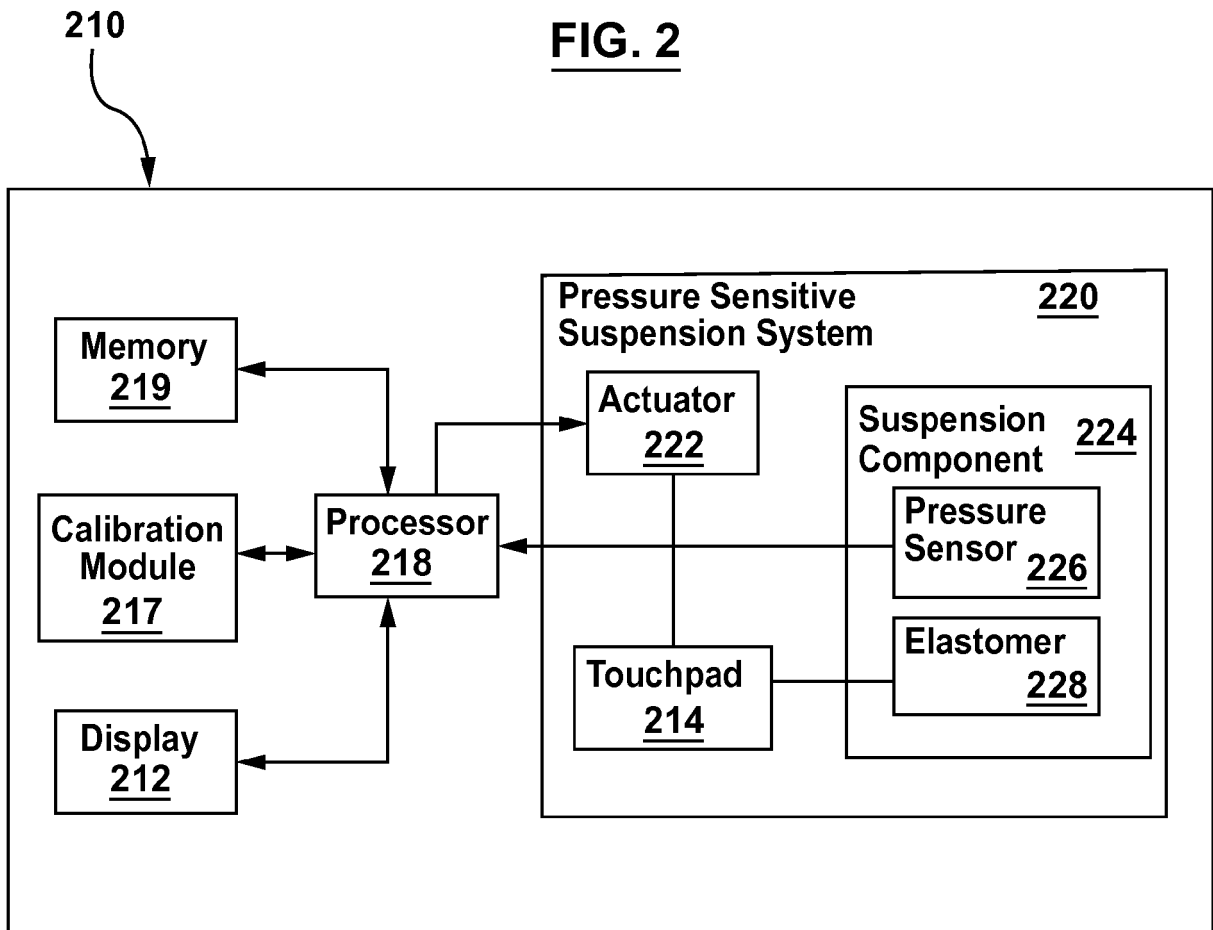 210
FIG. 2
Pressure Sensitive
Suspension System
220
Memory
219
Actuator
222
Suspension
Component
224
Calibration
Module
217
Processor
218
Pressure
Sensor
226
Touchpad
214
Elastomer
228
Display
212